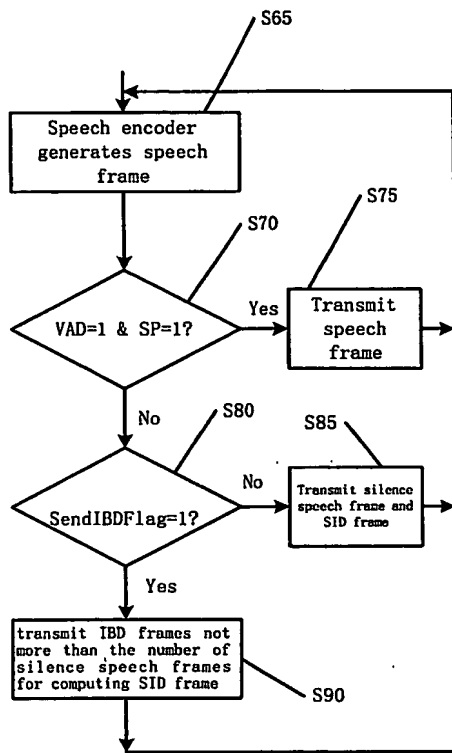 S65
Speech encoder
generates speech
frame
S70
S75
VAD=1 & SP=1?
Yes
Transmit
speech
frame
No
S80
S85
SendIBDFlag=1?
No
Transmit silence
speech frame and
SID frame
Yes
transmit IBD frames not
more than the number of
silence speech frames
for computing SID frame
S90